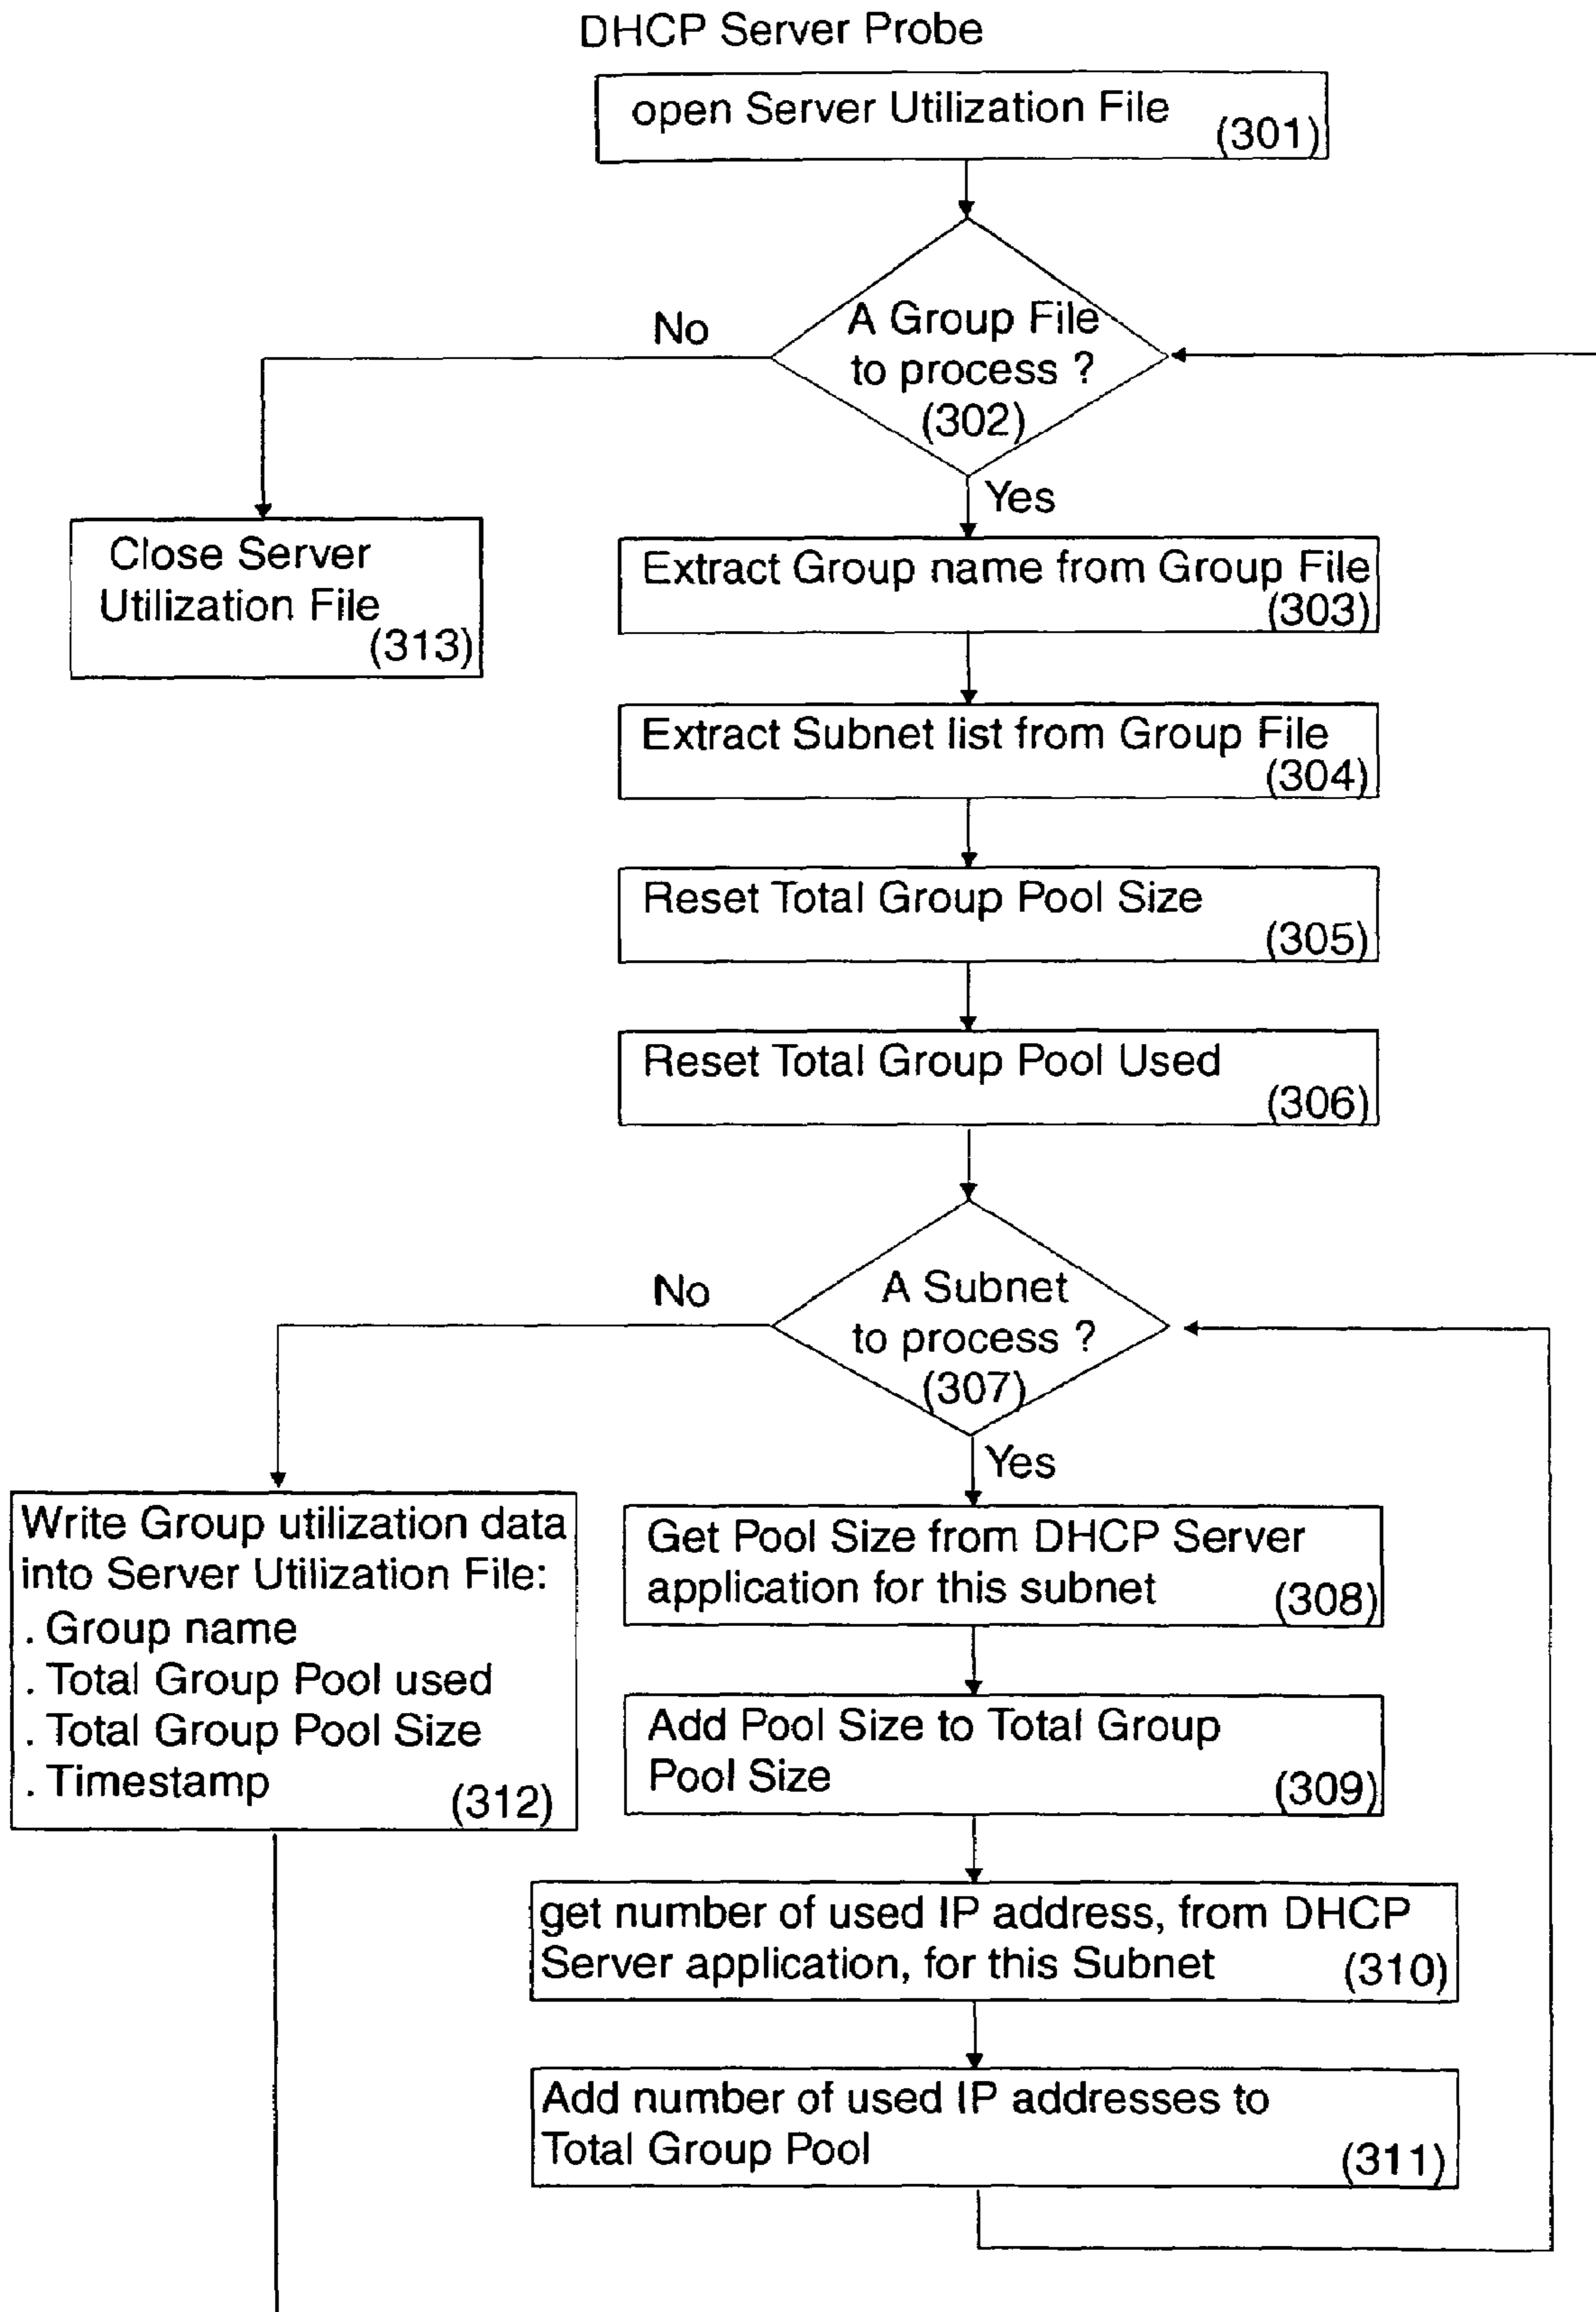 DHCP Server Probe
open Server Utilization File
(301)
No
A Group File
to process ?
(302)
Yes
Close Server
Utilization File
(313)
Extract Group name from Group File
(303)
Extract Subnet list from Group File
(304)
Reset Total Group Pool Size
(305)
Reset Total Group Pool Used
(306)
No
A Subnet
to process ?
(307)
Yes
Write Group utilization data
into Server Utilization File:
. Group name
. Total Group Pool used
. Total Group Pool Size
. Timestamp
(312)
Get Pool Size from DHCP Server
application for this subnet
(308)
Add Pool Size to Total Group
Pool Size
(309)
get number of used IP address, from DHCP
Server application, for this Subnet
(310)
Add number of used IP addresses to
Total Group Pool
(311)